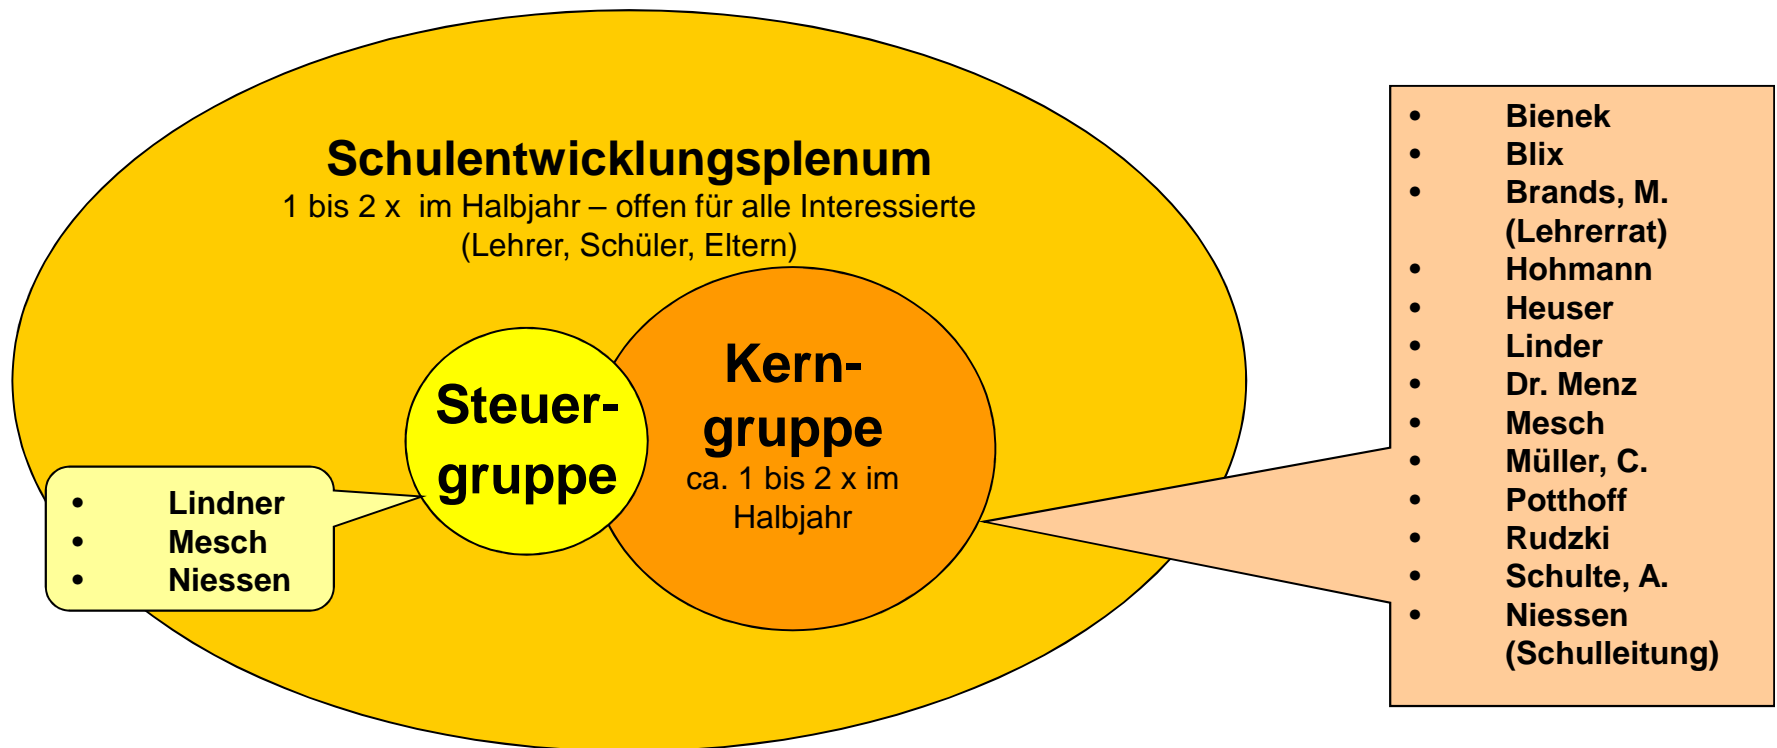 Schulentwicklungsplenum
1 bis 2 x im Halbjahr – offen für alle Interessierte
(Lehrer, Schüler, Eltern)
Steuer-
gruppe
Kern-
gruppe
ca. 1 bis 2 x im
Halbjahr
• Lindner
• Mesch
• Niessen
• Bienek
• Blix
• Brands, M.
(Lehrerrat)
• Hohmann
• Heuser
• Linder
• Dr. Menz
• Mesch
• Müller, C.
• Potthoff
• Rudzki
• Schulte, A.
• Niessen
(Schulleitung)